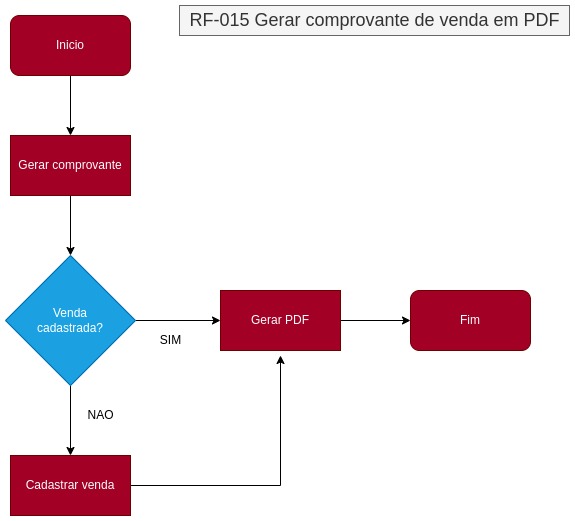 RF-015 Gerar comprovante de venda em PDF
Inicio
Gerar comprovante
Venda
cadastrada?
SIM
Gerar PDF
Fim
NAO
Cadastrar venda